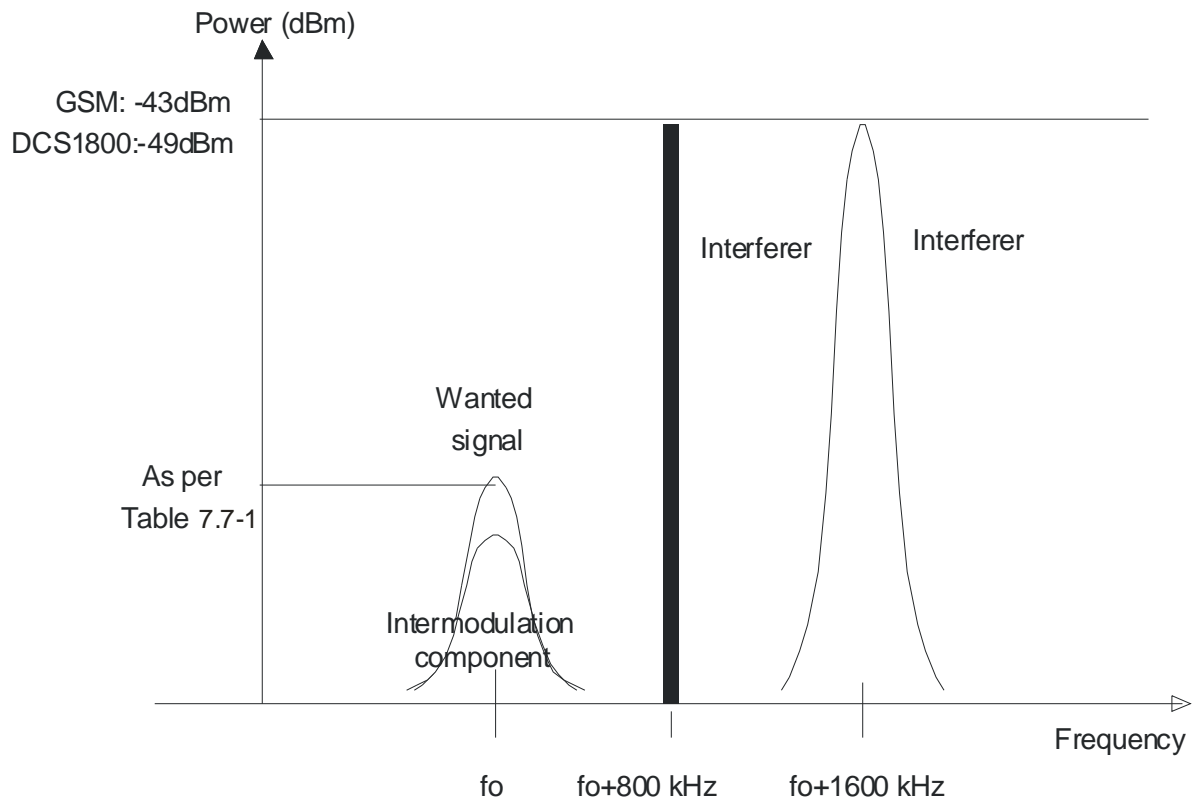 Power (dBm)
GSM: -43dBm
DCS1800:-49dBm
Interferer
Interferer
Wanted
signal
As per
Table 7.7-1
Intermodulation
component
Frequency
fo
fo+800 kHz
fo+1600 kHz